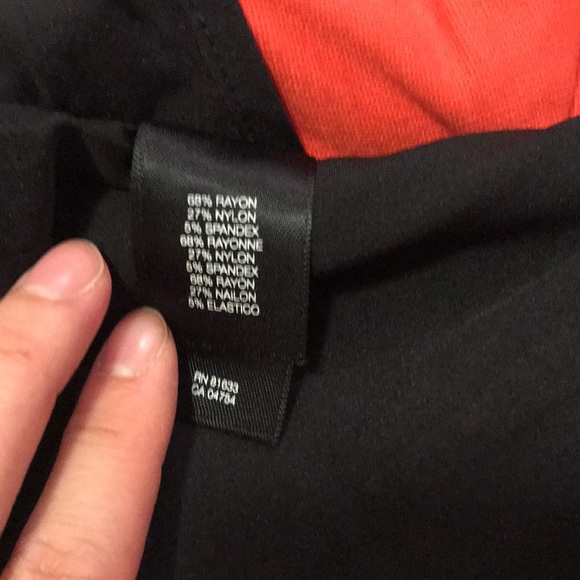 68% RAYON
27% NYLON
5% SPANDEX
68% RAYONNE
27% NYLON
5% SPANDEX
68% RAYON
27% NAILON
5% ELASTICO
RN 81633
CA 04784